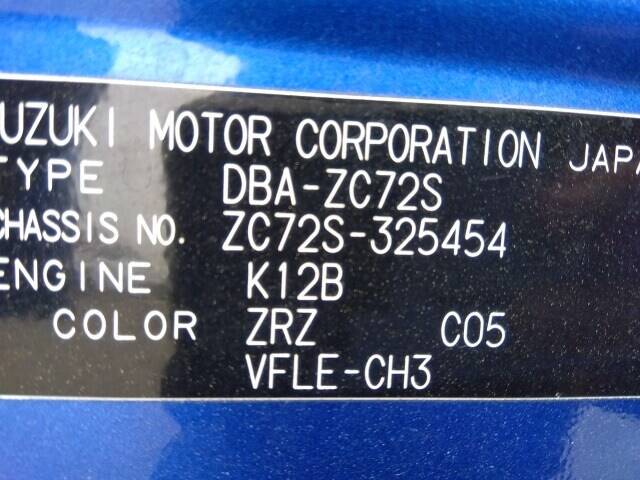 UZUKI MOTOR CORPORATION JAPA
TYPE DBA-ZC72S
CHASSIS NO. ZC72S-325454
ENGINE K12B
COLOR ZRZ C05
VFLE-CH3